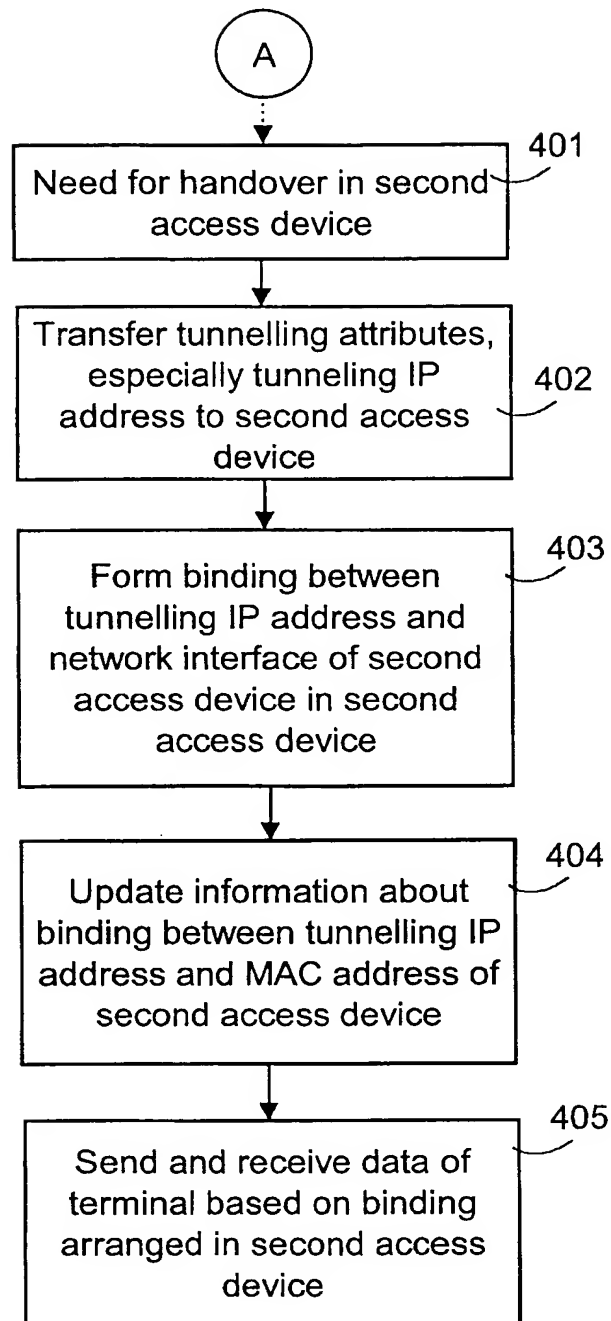 A
401
Need for handover in second
access device
Transfer tunnelling attributes,
especially tunneling IP
address to second access
device
402
403
Form binding between
tunnelling IP address and
network interface of second
access device in second
access device
404
Update information about
binding between tunnelling IP
address and MAC address of
second access device
405
Send and receive data of
terminal based on binding
arranged in second access
device